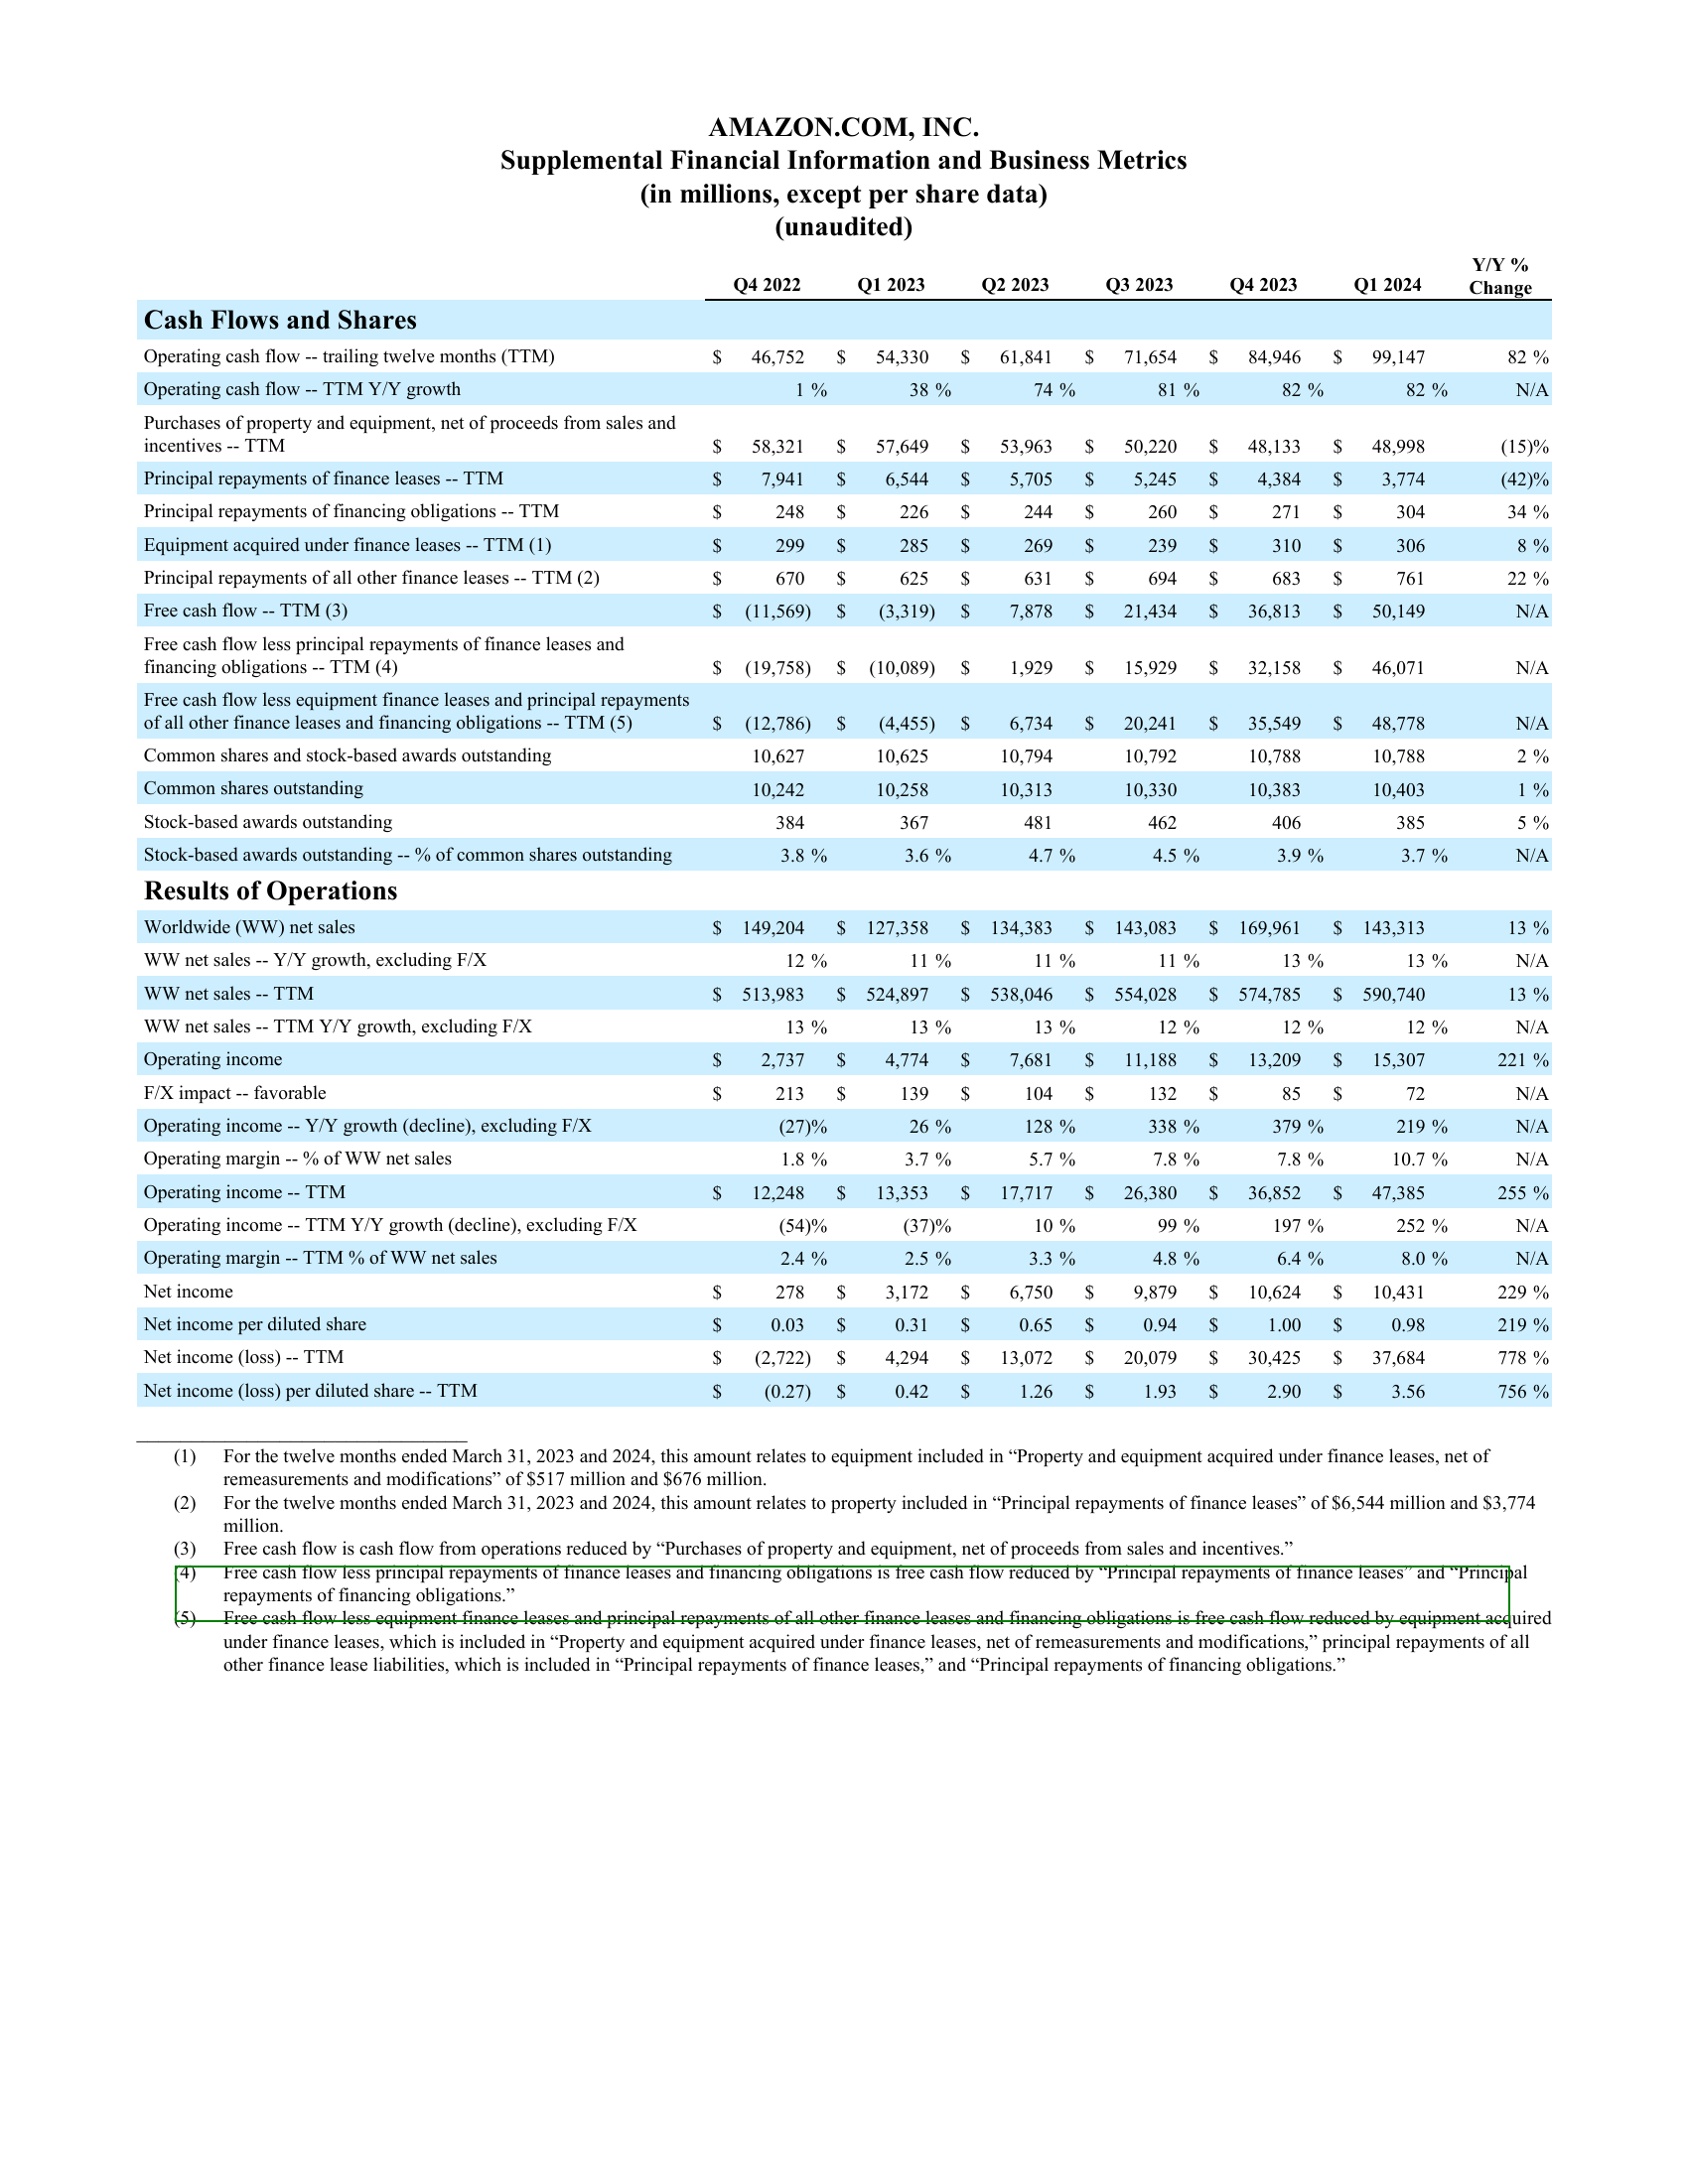 AMAZON.COM, INC.
Supplemental Financial Information and Business Metrics
(in millions, except per share data)
(unaudited)
Q4 2022 Q1 2023 Q2 2023 Q3 2023 Q4 2023 Q1 2024 Y/Y % Change
Cash Flows and Shares
Operating cash flow -- trailing twelve months (TTM) $ 46,752 $ 54,330 $ 61,841 $ 71,654 $ 84,946 $ 99,147 82 %
Operating cash flow -- TTM Y/Y growth 1 % 38 % 74 % 81 % 82 % 82 % N/A
Purchases of property and equipment, net of proceeds from sales and
incentives -- TTM $ 58,321 $ 57,649 $ 53,963 $ 50,220 $ 48,133 $ 48,998 (15)%
Principal repayments of finance leases -- TTM $ 7,941 $ 6,544 $ 5,705 $ 5,245 $ 4,384 $ 3,774 (42)%
Principal repayments of financing obligations -- TTM $ 248 $ 226 $ 244 $ 260 $ 271 $ 304 34 %
Equipment acquired under finance leases -- TTM (1) $ 299 $ 285 $ 269 $ 239 $ 310 $ 306 8 %
Principal repayments of all other finance leases -- TTM (2) $ 670 $ 625 $ 631 $ 694 $ 683 $ 761 22 %
Free cash flow -- TTM (3) $ (11,569) $ (3,319) $ 7,878 $ 21,434 $ 36,813 $ 50,149 N/A
Free cash flow less principal repayments of finance leases and
financing obligations -- TTM (4) $ (19,758) $ (10,089) $ 1,929 $ 15,929 $ 32,158 $ 46,071 N/A
Free cash flow less equipment finance leases and principal repayments
of all other finance leases and financing obligations -- TTM (5) $ (12,786) $ (4,455) $ 6,734 $ 20,241 $ 35,549 $ 48,778 N/A
Common shares and stock-based awards outstanding 10,627 10,625 10,794 10,792 10,788 10,788 2 %
Common shares outstanding 10,242 10,258 10,313 10,330 10,383 10,403 1 %
Stock-based awards outstanding 384 367 481 462 406 385 5 %
Stock-based awards outstanding -- % of common shares outstanding 3.8 % 3.6 % 4.7 % 4.5 % 3.9 % 3.7 % N/A
Results of Operations
Worldwide (WW) net sales $ 149,204 $ 127,358 $ 134,383 $ 143,083 $ 169,961 $ 143,313 13 %
WW net sales -- Y/Y growth, excluding F/X 12 % 11 % 11 % 11 % 13 % 13 % N/A
WW net sales -- TTM $ 513,983 $ 524,897 $ 538,046 $ 554,028 $ 574,785 $ 590,740 13 %
WW net sales -- TTM Y/Y growth, excluding F/X 13 % 13 % 13 % 12 % 12 % 12 % N/A
Operating income $ 2,737 $ 4,774 $ 7,681 $ 11,188 $ 13,209 $ 15,307 221 %
F/X impact -- favorable $ 213 $ 139 $ 104 $ 132 $ 85 $ 72 N/A
Operating income -- Y/Y growth (decline), excluding F/X (27)% 26 % 128 % 338 % 379 % 219 % N/A
Operating margin -- % of WW net sales 1.8 % 3.7 % 5.7 % 7.8 % 7.8 % 10.7 % N/A
Operating income -- TTM $ 12,248 $ 13,353 $ 17,717 $ 26,380 $ 36,852 $ 47,385 255 %
Operating income -- TTM Y/Y growth (decline), excluding F/X (54)% (37)% 10 % 99 % 197 % 252 % N/A
Operating margin -- TTM % of WW net sales 2.4 % 2.5 % 3.3 % 4.8 % 6.4 % 8.0 % N/A
Net income $ 278 $ 3,172 $ 6,750 $ 9,879 $ 10,624 $ 10,431 229 %
Net income per diluted share $ 0.03 $ 0.31 $ 0.65 $ 0.94 $ 1.00 $ 0.98 219 %
Net income (loss) -- TTM $ (2,722) $ 4,294 $ 13,072 $ 20,079 $ 30,425 $ 37,684 778 %
Net income (loss) per diluted share -- TTM $ (0.27) $ 0.42 $ 1.26 $ 1.93 $ 2.90 $ 3.56 756 %
(1) For the twelve months ended March 31, 2023 and 2024, this amount relates to equipment included in “Property and equipment acquired under finance leases, net of
remeasurements and modifications” of $517 million and $676 million.
(2) For the twelve months ended March 31, 2023 and 2024, this amount relates to property included in “Principal repayments of finance leases” of $6,544 million and $3,774
million.
(3) Free cash flow is cash flow from operations reduced by “Purchases of property and equipment, net of proceeds from sales and incentives.”
(4) Free cash flow less principal repayments of finance leases and financing obligations is free cash flow reduced by “Principal repayments of finance leases” and “Principal
repayments of financing obligations.”
(5) Free cash flow less equipment finance leases and principal repayments of all other finance leases and financing obligations is free cash flow reduced by equipment acquired
under finance leases, which is included in “Property and equipment acquired under finance leases, net of remeasurements and modifications,” principal repayments of all
other finance lease liabilities, which is included in “Principal repayments of finance leases,” and “Principal repayments of financing obligations.”